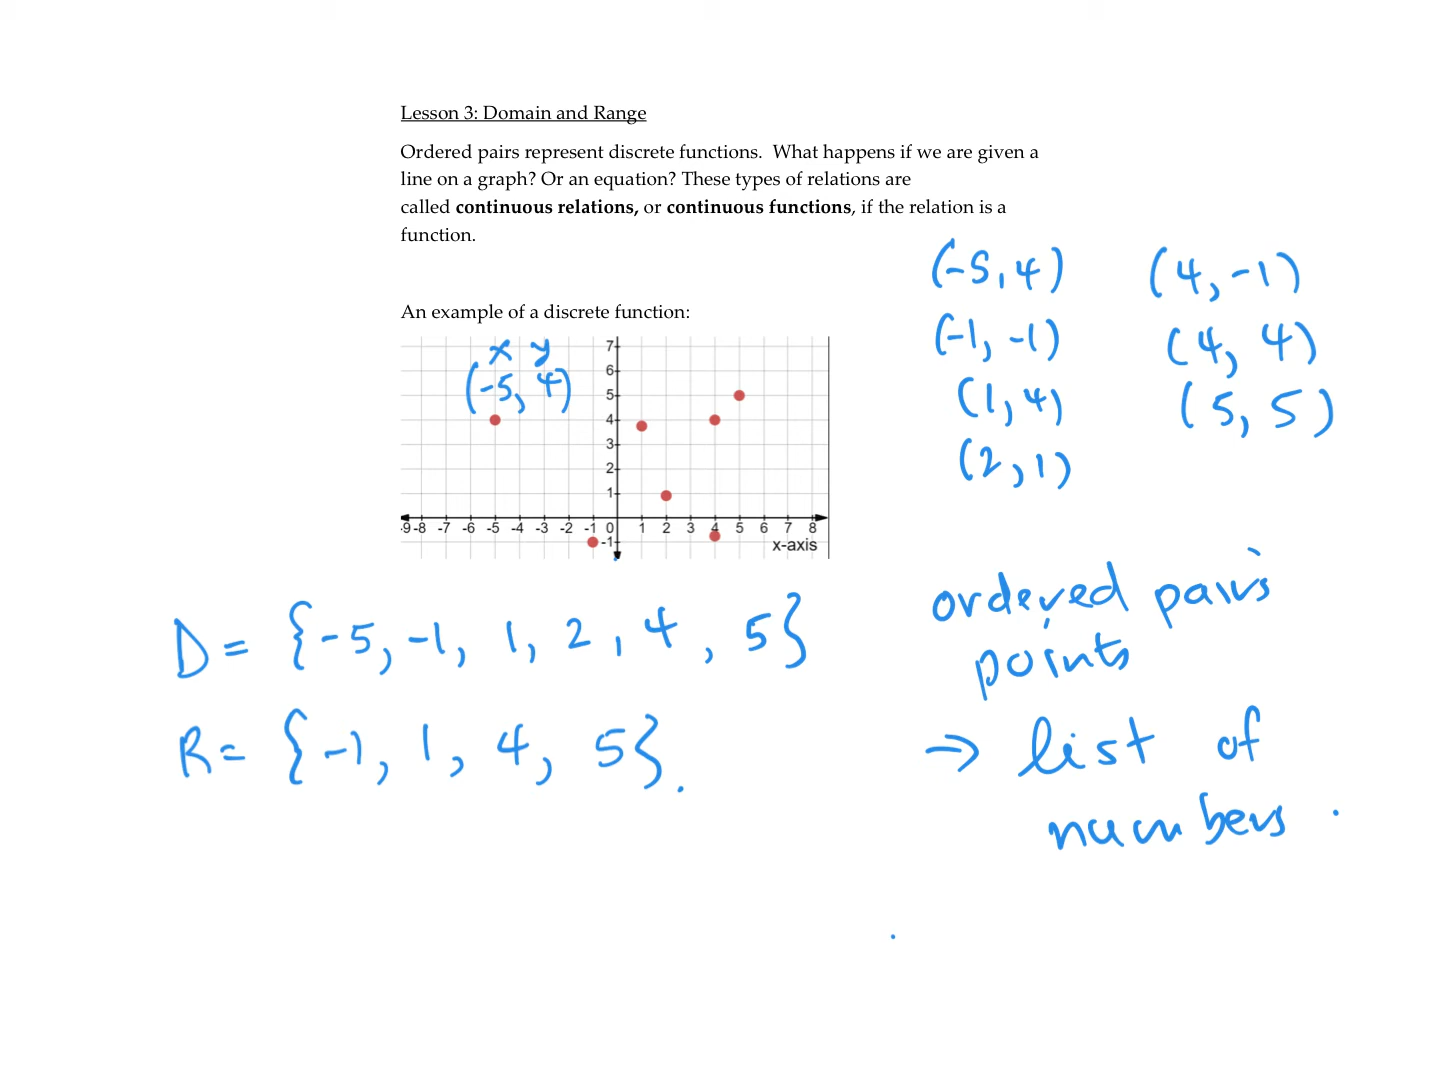 Lesson 3: Domain and Range
Ordered pairs represent discrete functions.  What happens if we are given a
line on a graph? Or an equation? These types of relations are
called continuous relations, or continuous functions, if the relation is a
function.
An example of a discrete function:
x y
(-5, 4)
7
6
5
4
3
2
1
-9 -8 -7 -6 -5 -4 -3 -2 -1 0 1 2 3 4 5 6 7 8
-1
x-axis
(-5, 4) (4, -1)
(-1, -1) (4, 4)
(1, 4) (5, 5)
(2, 1)
D = {-5, -1, 1, 2, 4, 5}
R = {-1, 1, 4, 5}.
ordered pairs
points
→ list of
numbers.